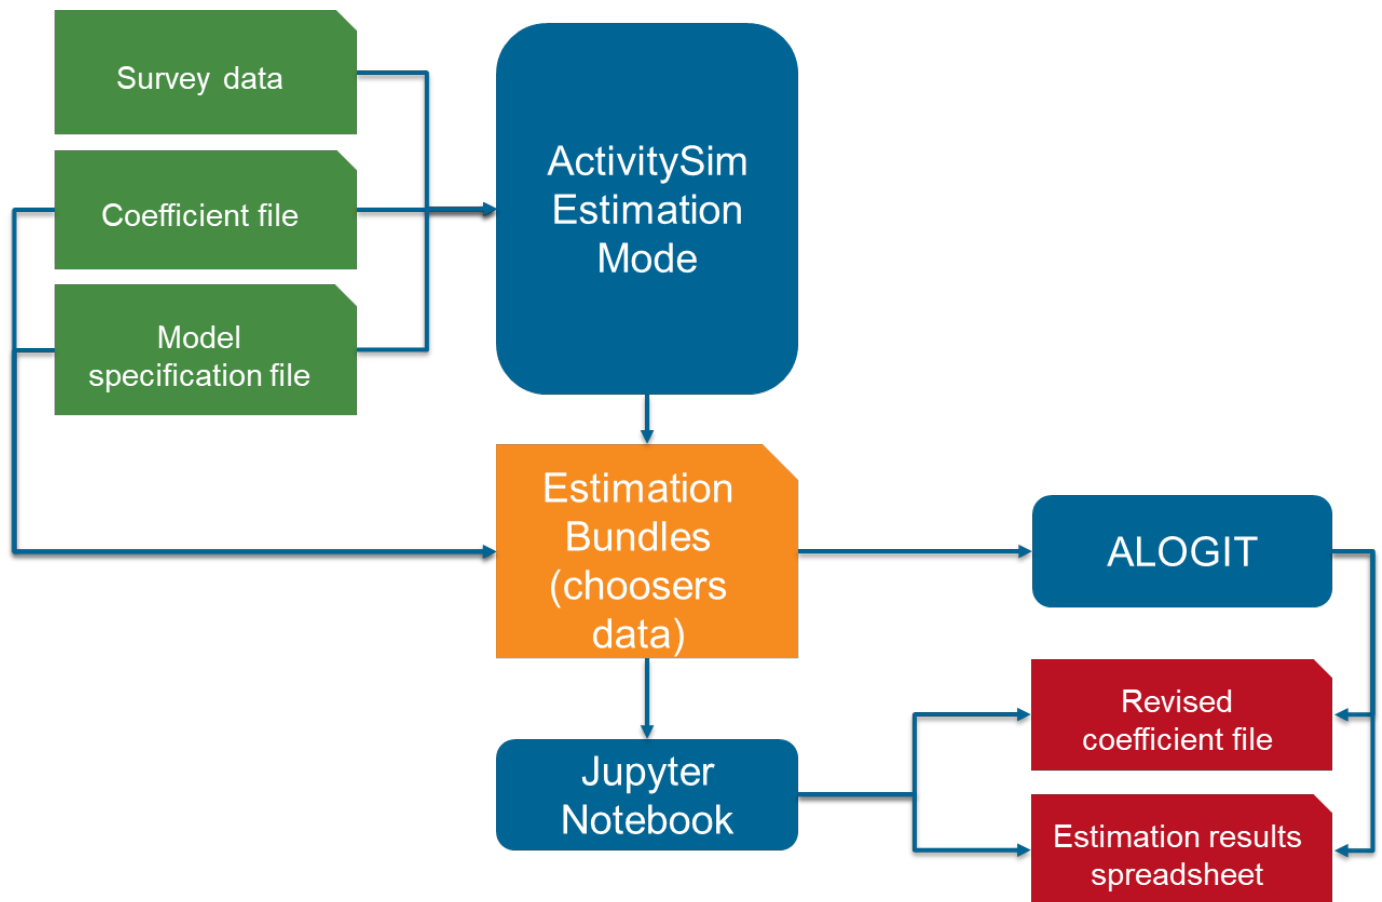 Survey data
Coefficient file
Model
specification file
ActivitySim
Estimation
Mode
Estimation
Bundles
(choosers
data)
ALOGIT
Jupyter
Notebook
Revised
coefficient file
Estimation results
spreadsheet